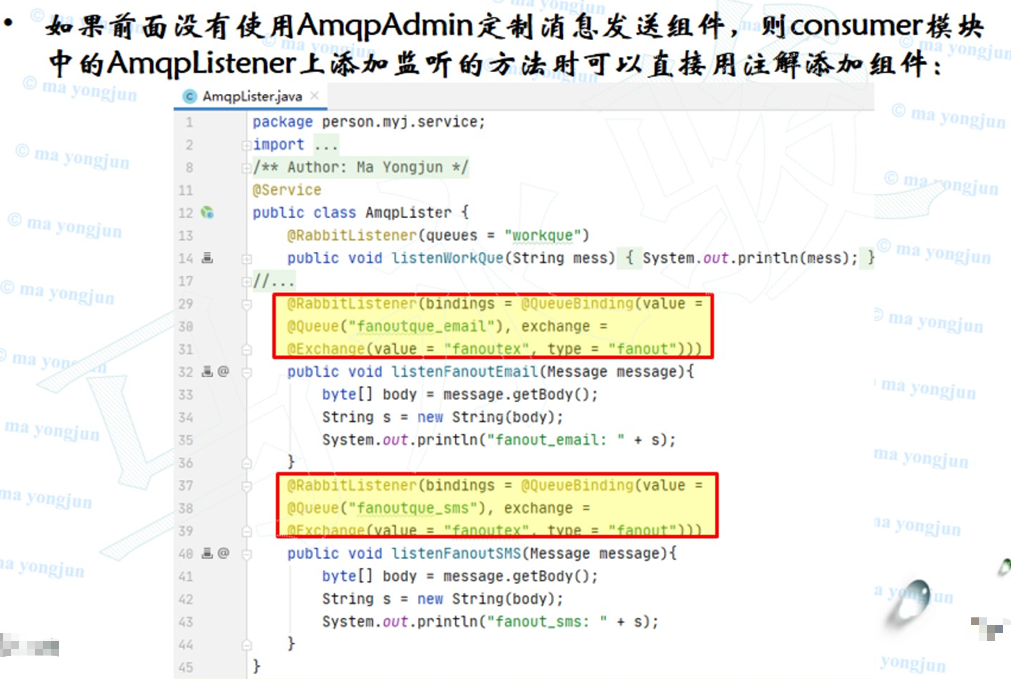 • 如果前面没有使用AmqpAdmin定制消息发送组件，则consumer模块
中的AmqpListener上添加监听的方法时可以直接用注解添加组件：
AmqpLister.java ×
1 package person.myj.service;
2 import ...
8 /** Author: Ma Yongjun */
11 @Service
12 public class AmqpLister {
13 @RabbitListener(queues = "workque")
14 public void listenWorkQue(String mess) { System.out.println(mess); }
17 //...
29 @RabbitListener(bindings = @QueueBinding(value =
30 @Queue("fanoutque_email"), exchange =
31 @Exchange(value = "fanoutex", type = "fanout")))
32 @ public void listenFanoutEmail(Message message){
33 byte[] body = message.getBody();
34 String s = new String(body);
35 System.out.println("fanout_email: " + s);
36 }
37 @RabbitListener(bindings = @QueueBinding(value =
38 @Queue("fanoutque_sms"), exchange =
39 @Exchange(value = "fanoutex", type = "fanout")))
40 @ public void listenFanoutSMS(Message message){
41 byte[] body = message.getBody();
42 String s = new String(body);
43 System.out.println("fanout_sms: " + s);
44 }
45 }
© ma yongjun